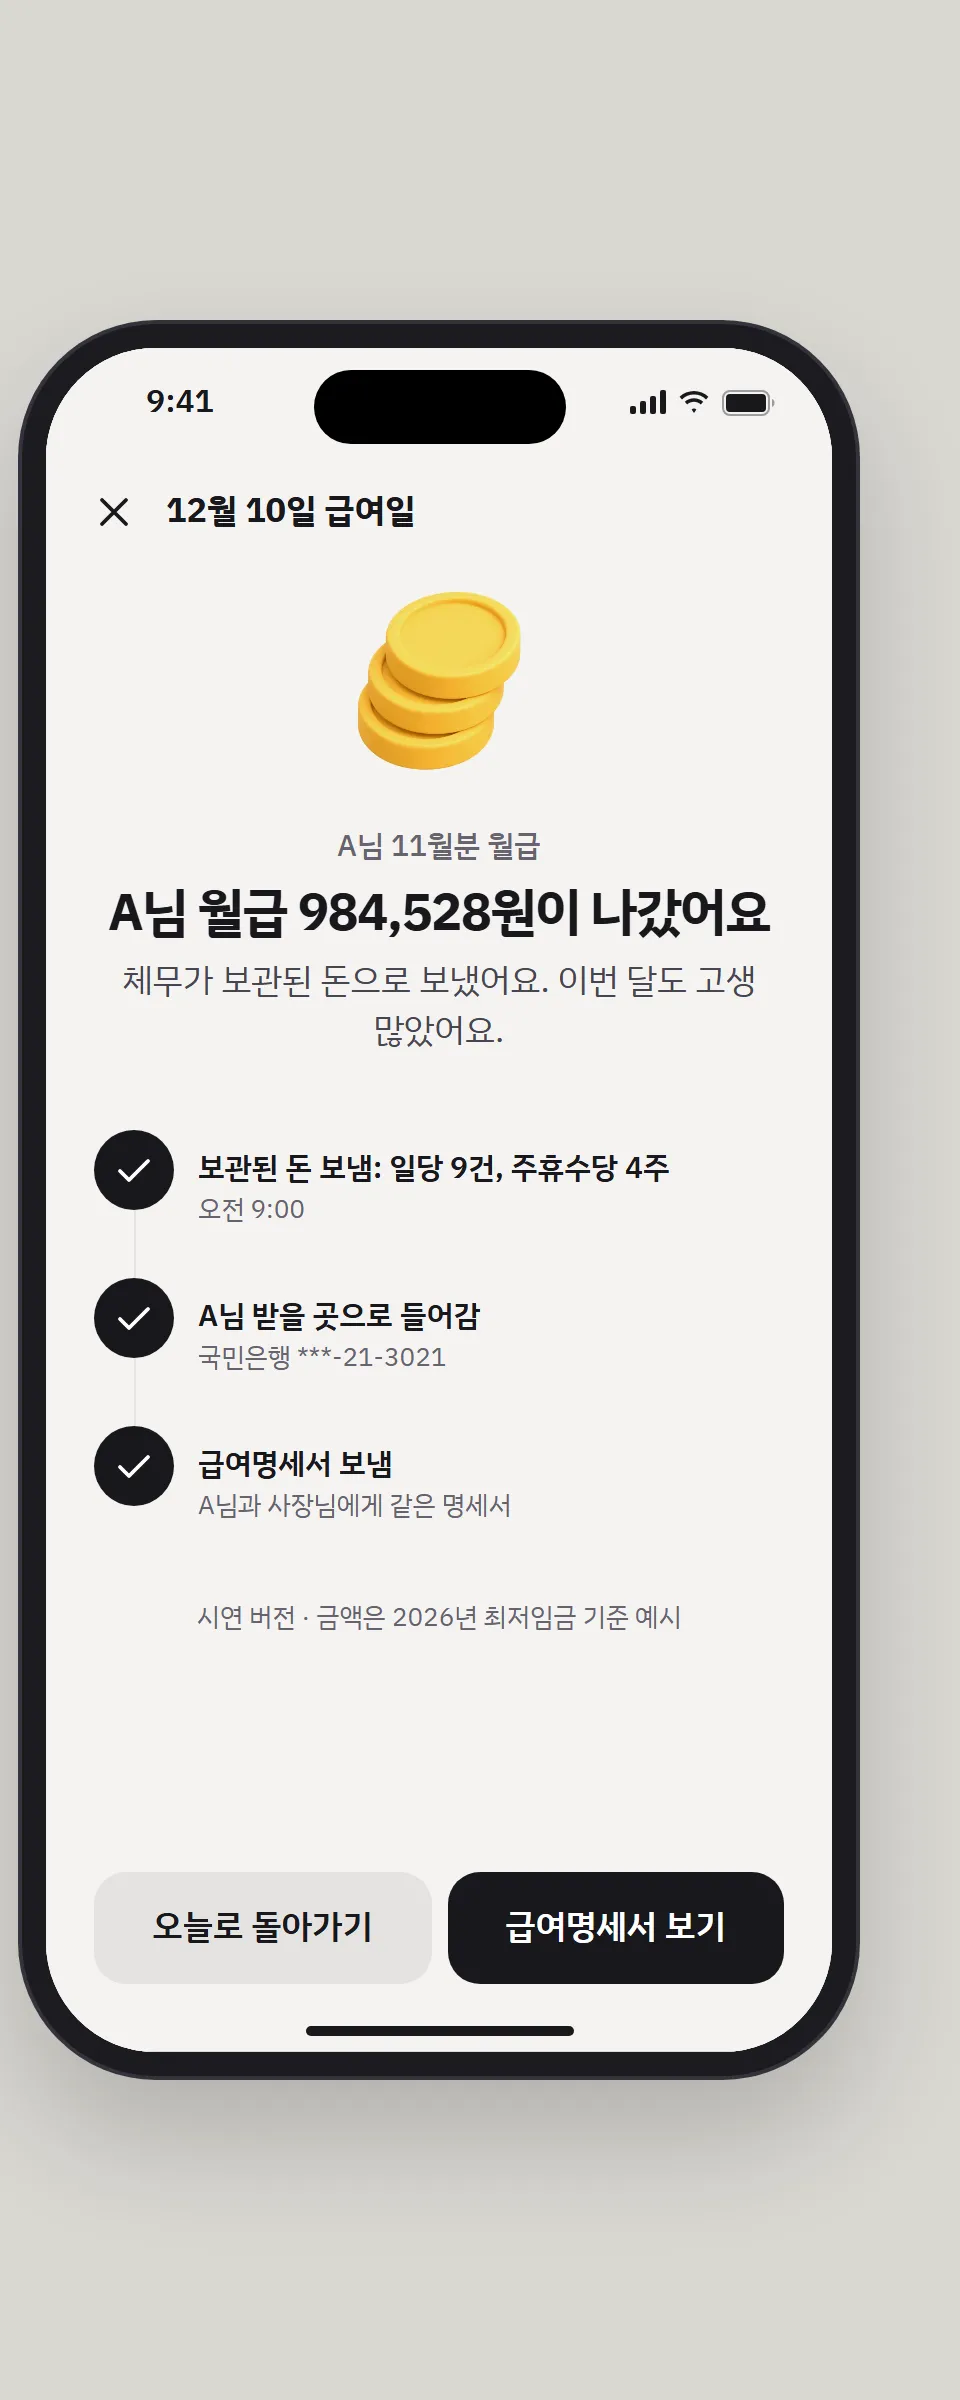 9:41
12월 10일 급여일
A님 11월분 월급
A님 월급 984,528원이 나갔어요
체무가 보관된 돈으로 보냈어요. 이번 달도 고생
많았어요.
보관된 돈 보냄: 일당 9건, 주휴수당 4주
오전 9:00
A님 받을 곳으로 들어감
국민은행 ***-21-3021
급여명세서 보냄
A님과 사장님에게 같은 명세서
시연 버전 · 금액은 2026년 최저임금 기준 예시
오늘로 돌아가기
급여명세서 보기